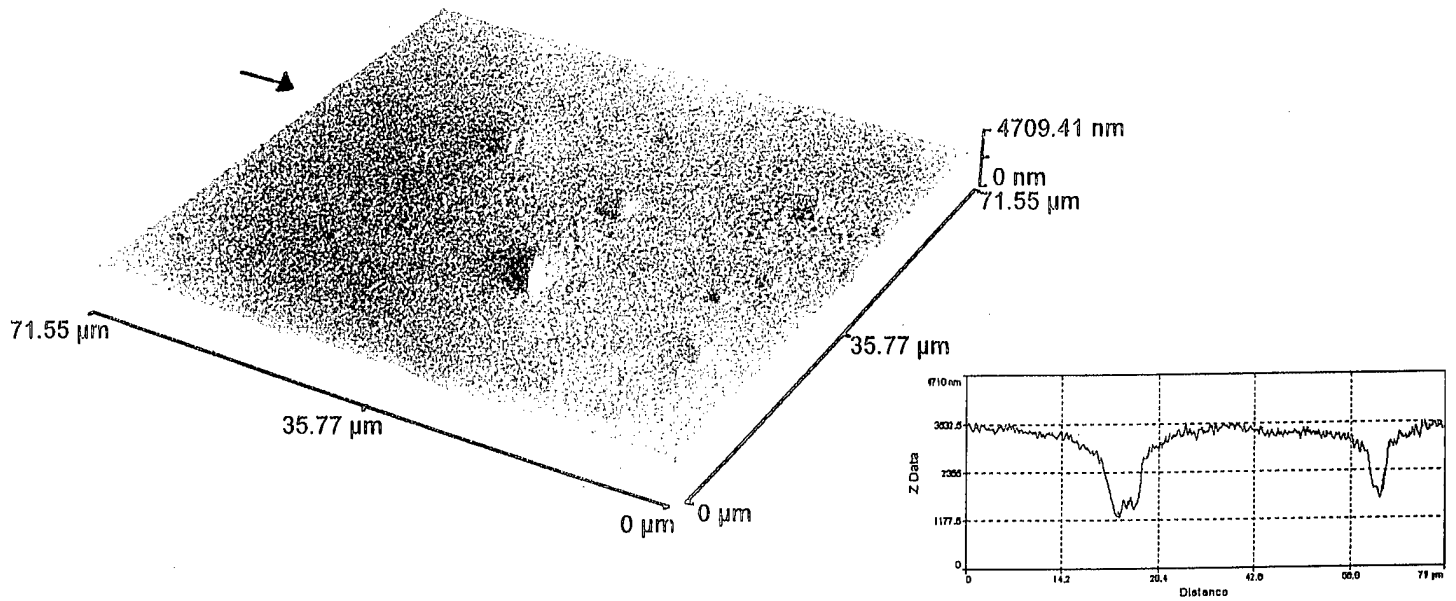 4709.41 nm
0 nm
71.55 µm
71.55 µm
35.77 µm
35.77 µm
0 µm
0 µm
4710 nm
2355
1177.5
0
Z Data
0
14.2
42.6
71 µm
Distance